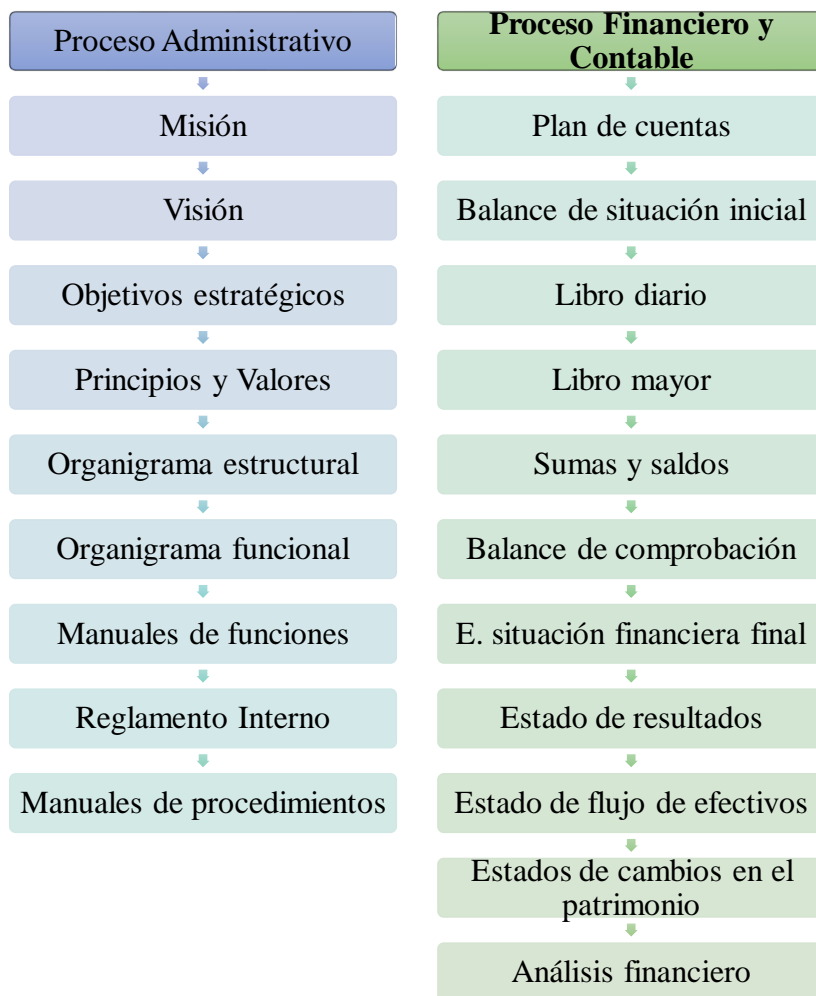 Proceso Administrativo
Misión
Visión
Objetivos estratégicos
Principios y Valores
Organigrama estructural
Organigrama funcional
Manuales de funciones
Reglamento Interno
Manuales de procedimientos
Proceso Financiero y
Contable
Plan de cuentas
Balance de situación inicial
Libro diario
Libro mayor
Sumas y saldos
Balance de comprobación
E. situación financiera final
Estado de resultados
Estado de flujo de efectivos
Estados de cambios en el
patrimonio
Análisis financiero